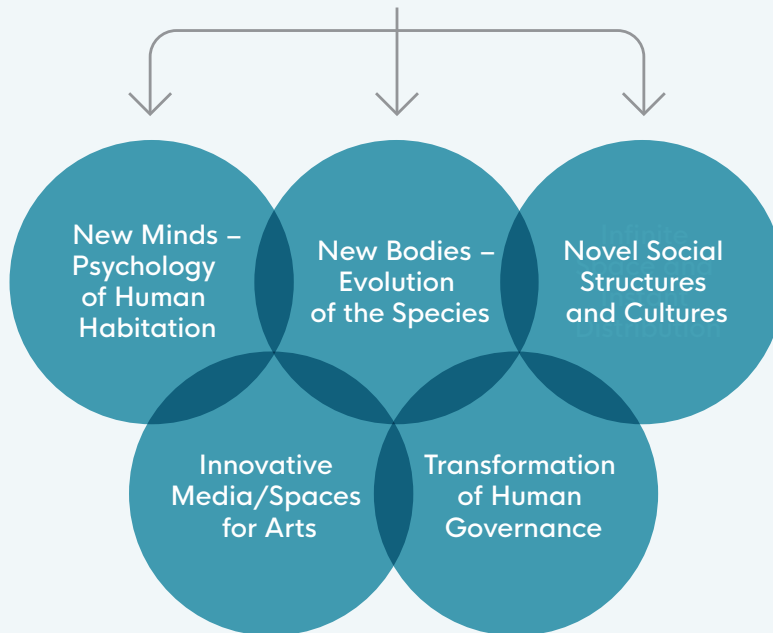 New Minds –
Psychology
of Human
Habitation
New Bodies –
Evolution
of the Species
Novel Social
Structures
and Cultures
Innovative
Media/Spaces
for Arts
Transformation
of Human
Governance